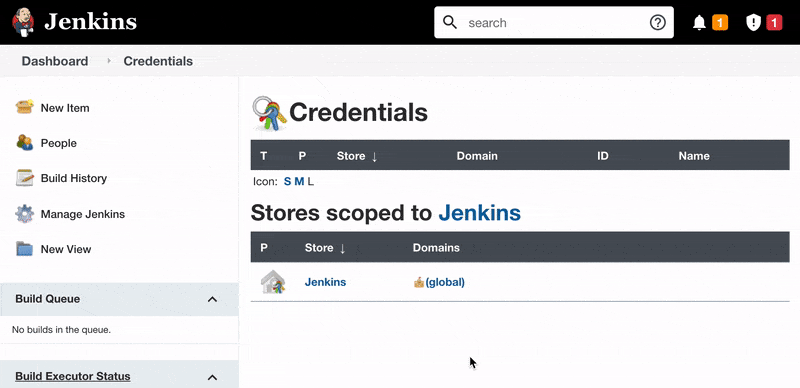 Jenkins
search
1
1
Dashboard Credentials
New Item
People
Build History
Manage Jenkins
New View
Build Queue
No builds in the queue.
Build Executor Status
Credentials
T P Store ↓ Domain ID Name
Icon: S M L
Stores scoped to Jenkins
P Store ↓ Domains
Jenkins (global)